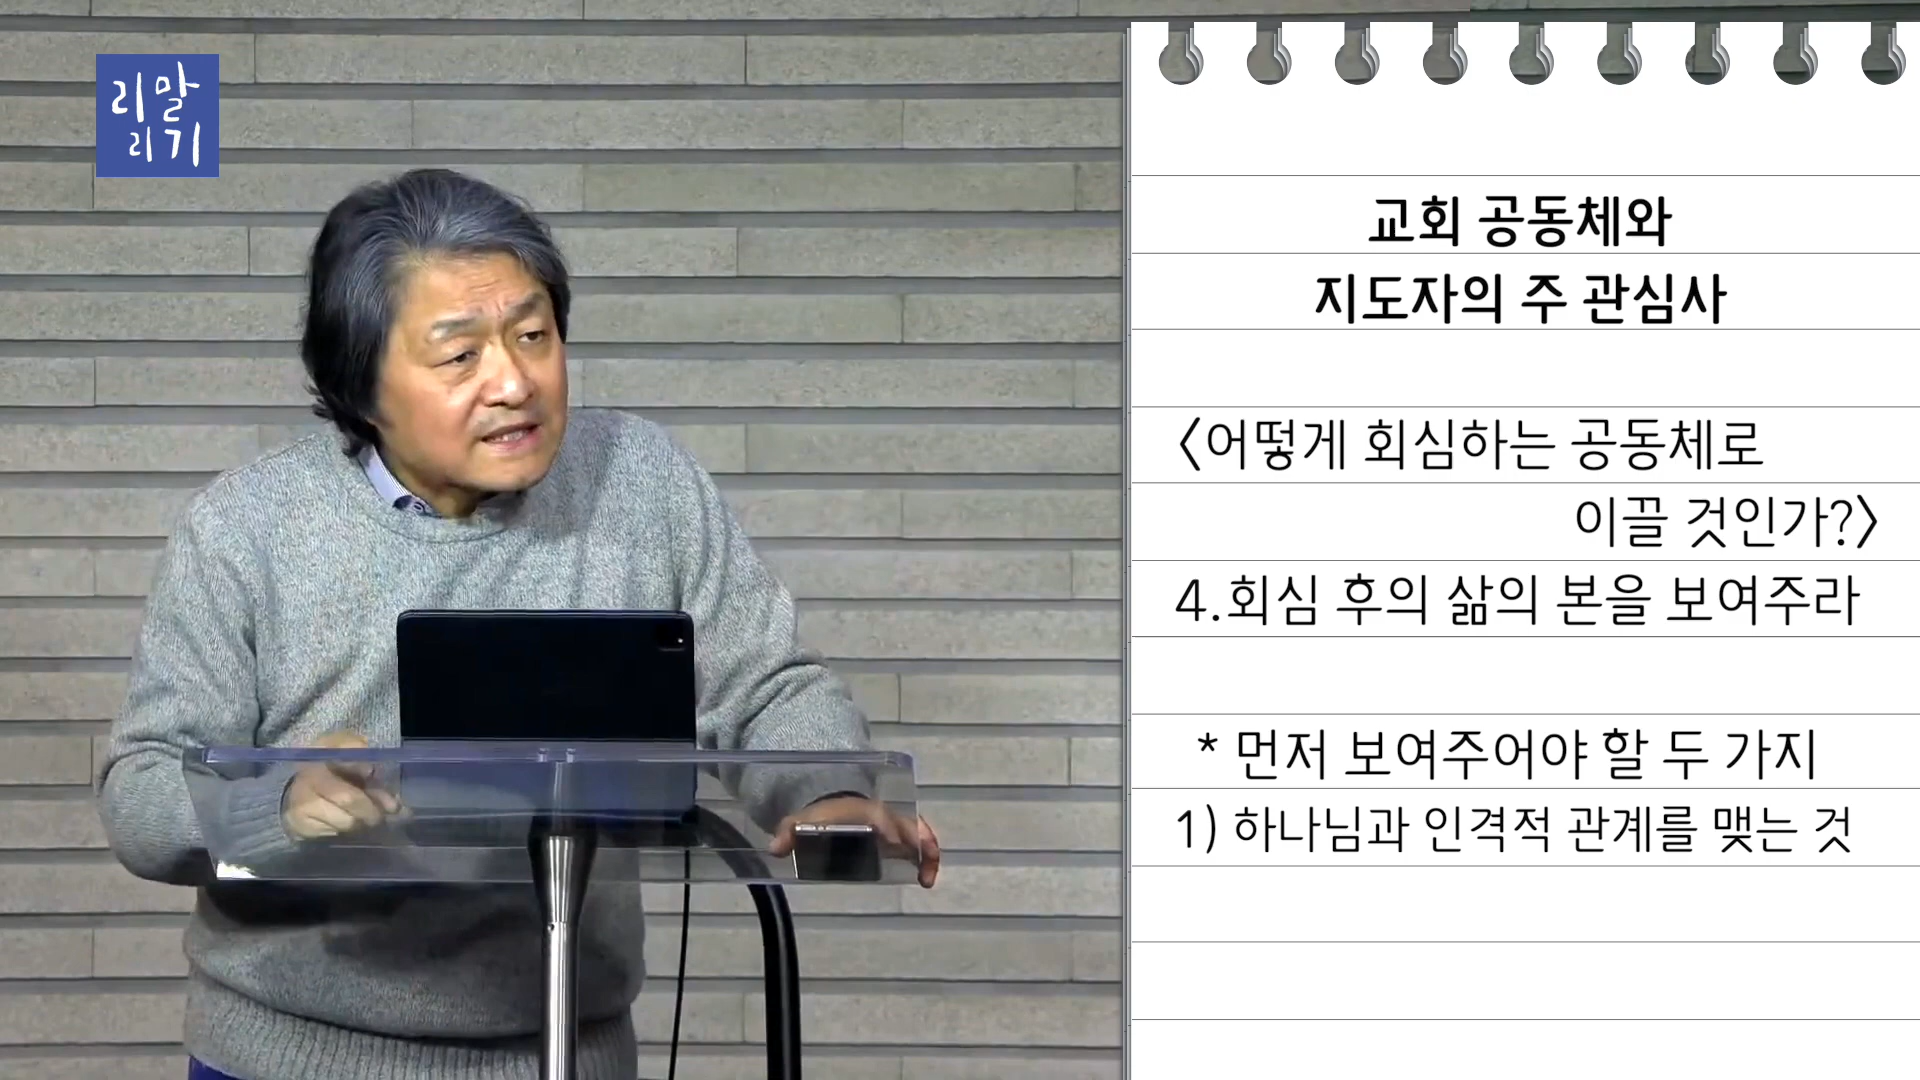 리말
리기
교회 공동체와
지도자의 주 관심사
〈어떻게 회심하는 공동체로
이끌 것인가?〉
4.회심 후의 삶의 본을 보여주라
* 먼저 보여주어야 할 두 가지
1) 하나님과 인격적 관계를 맺는 것